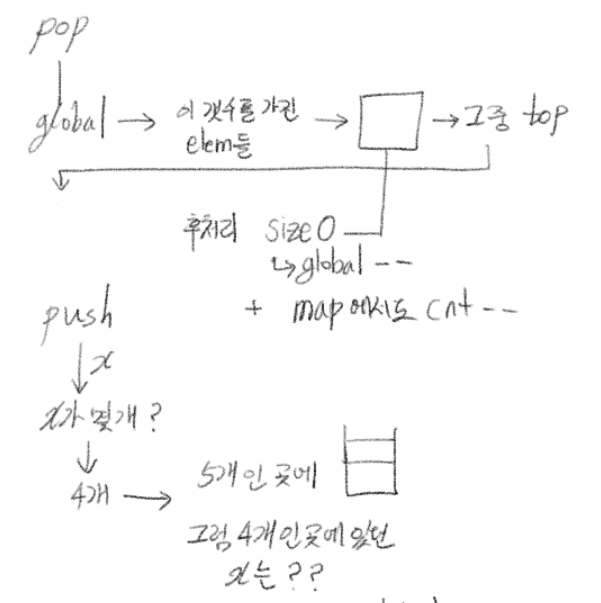 pop
global → 이 갯수를 가진 elem들 → □ → 그중 top
후처리 size 0
↳ global --
+ map에서도 cnt --
push
↓ x
x가 몇개?
↓
4개 → 5개인 곳에
그럼 4개인곳에 있던
x는 ??